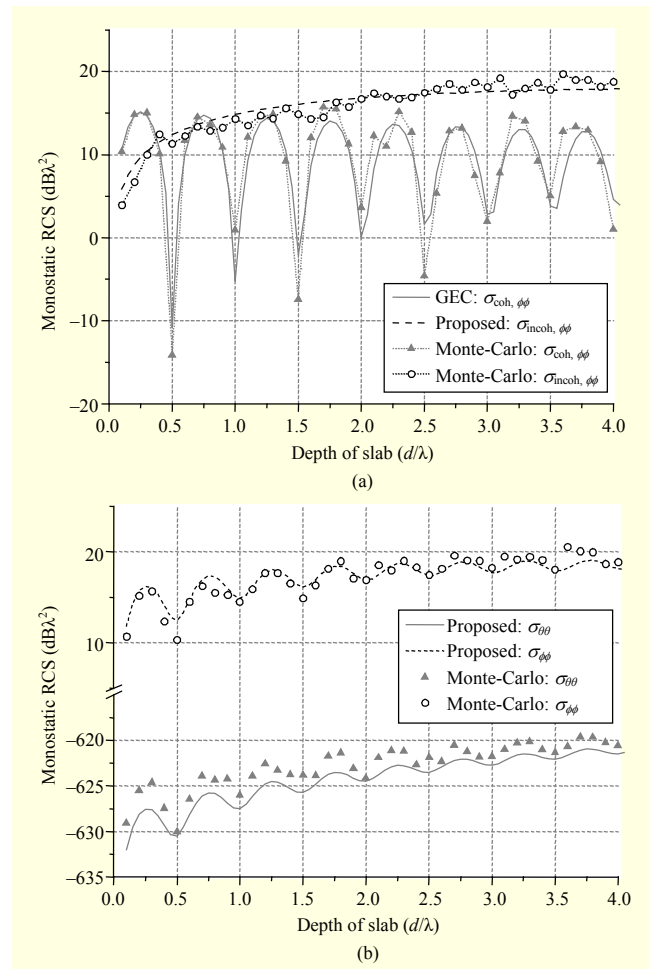 20
10
0
−10
−20
Monostatic RCS (dBλ²)
GEC: σcoh, ϕϕ
Proposed: σincoh, ϕϕ
Monte-Carlo: σcoh, ϕϕ
Monte-Carlo: σincoh, ϕϕ
0.0 0.5 1.0 1.5 2.0 2.5 3.0 3.5 4.0
Depth of slab (d/λ)
(a)
20
10
−620
−625
−630
−635
Monostatic RCS (dBλ²)
Proposed: σθθ
Proposed: σϕϕ
Monte-Carlo: σθθ
Monte-Carlo: σϕϕ
0.0 0.5 1.0 1.5 2.0 2.5 3.0 3.5 4.0
Depth of slab (d/λ)
(b)